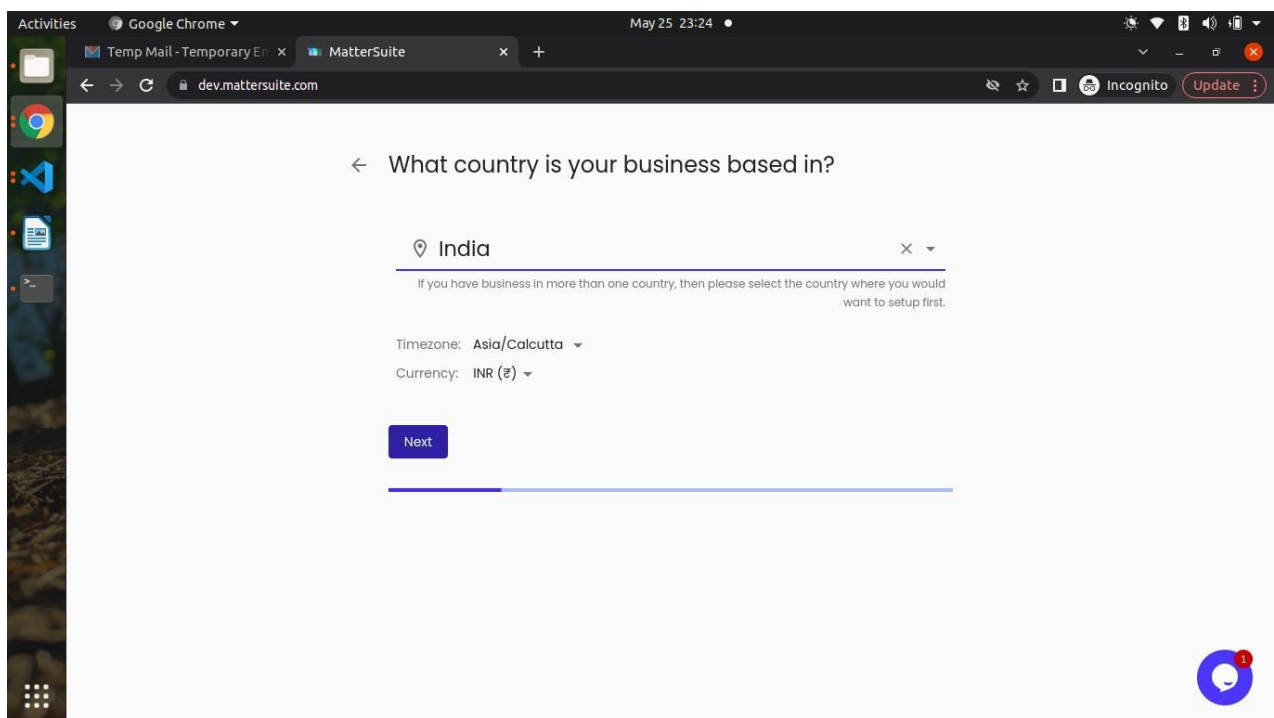 Activities
Google Chrome
May 25 23:24
Temp Mail - Temporary En
MatterSuite
dev.mattersuite.com
Incognito
Update
What country is your business based in?
India
If you have business in more than one country, then please select the country where you would
want to setup first.
Timezone: Asia/Calcutta
Currency: INR (₹)
Next
1